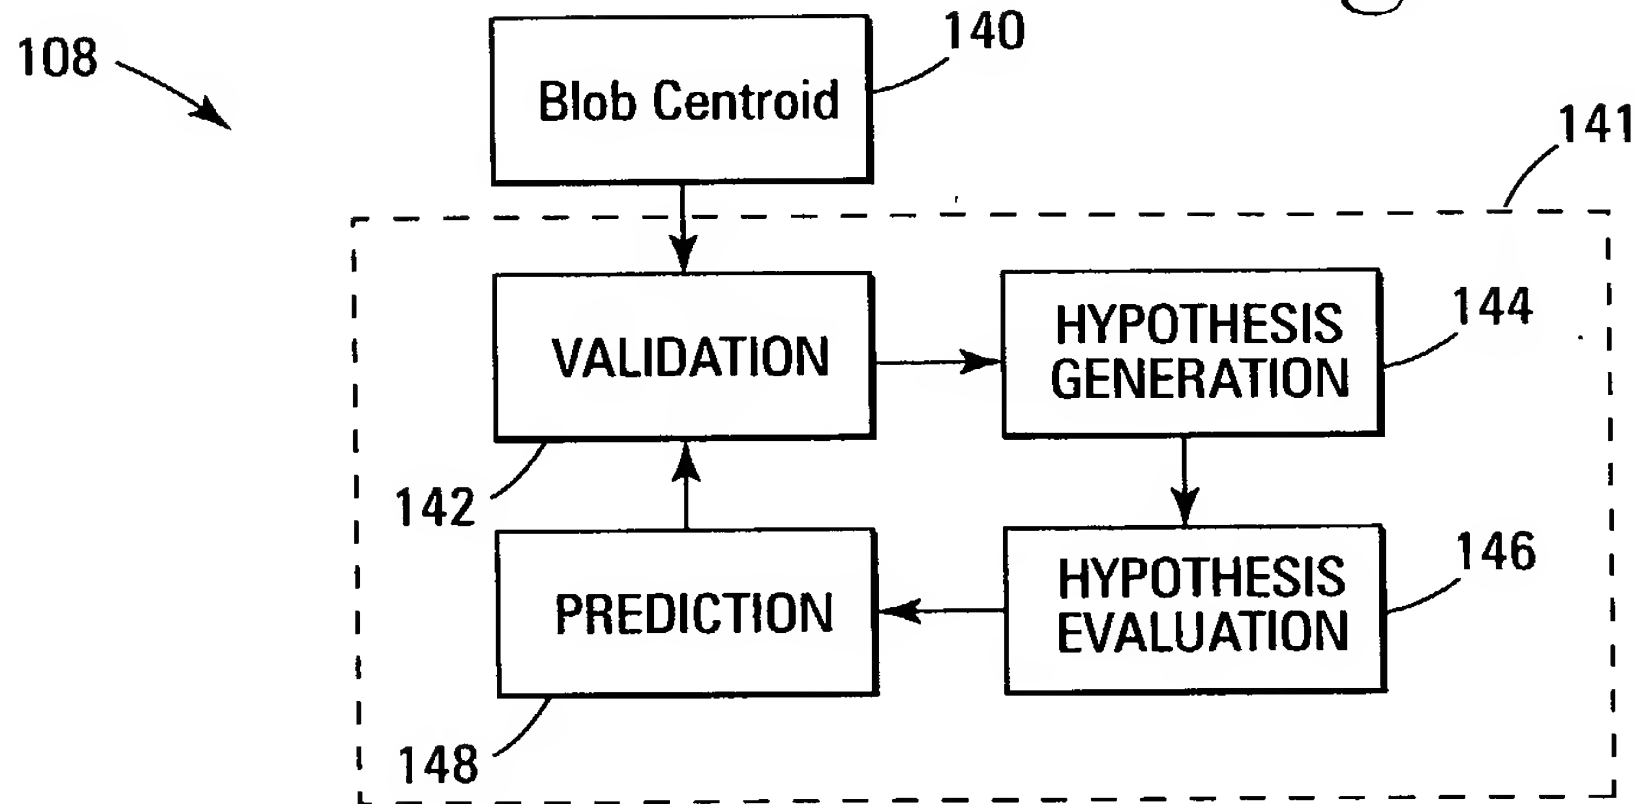 108
140
Blob Centroid
141
VALIDATION
HYPOTHESIS
GENERATION
144
142
PREDICTION
HYPOTHESIS
EVALUATION
146
148